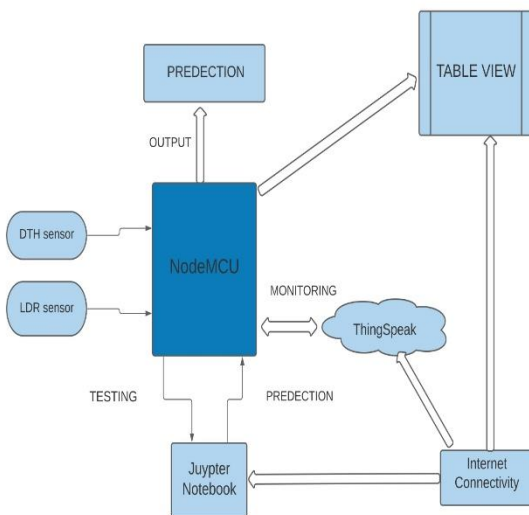 PREDECTION
TABLE VIEW
OUTPUT
DTH sensor
NodeMCU
LDR sensor
MONITORING
ThingSpeak
TESTING
PREDECTION
Juypter
Notebook
Internet
Connectivity